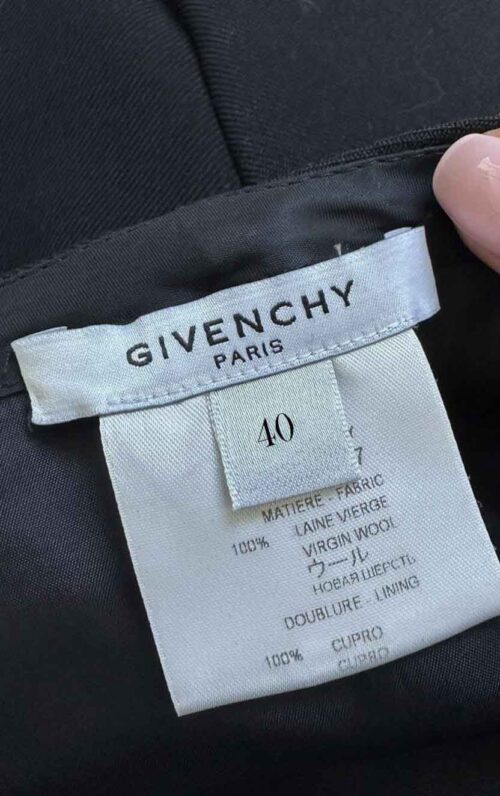 GIVENCHY
PARIS
40
Y
7
MATIERE - FABRIC
100% LAINE VIERGE
VIRGIN WOOL
ウール
НОВАЯ ШЕРСТЬ
DOUBLURE - LINING
100% CUPRO
CUPRO